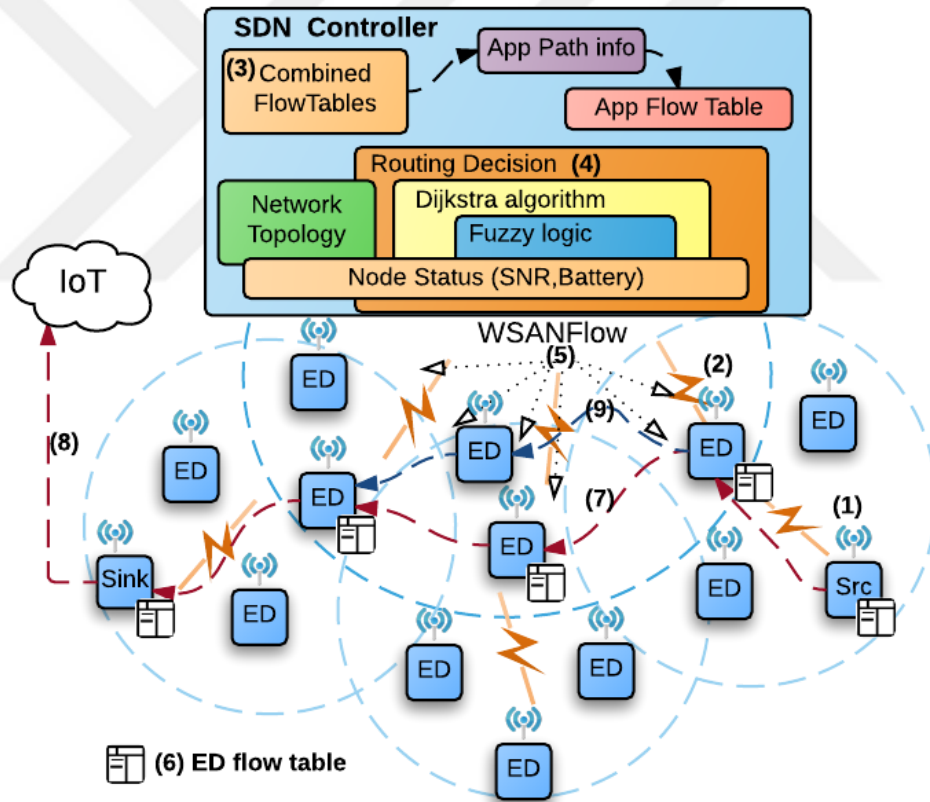 SDN Controller
App Path info
(3) Combined
FlowTables
App Flow Table
Routing Decision (4)
Network
Topology
Dijkstra algorithm
Fuzzy logic
Node Status (SNR,Battery)
IoT
WSANFlow
(5)
(2)
ED
(9)
ED
(8)
ED
ED
ED
ED
(7)
(1)
ED
Sink
ED
ED
Src
ED
ED
(6) ED flow table
ED